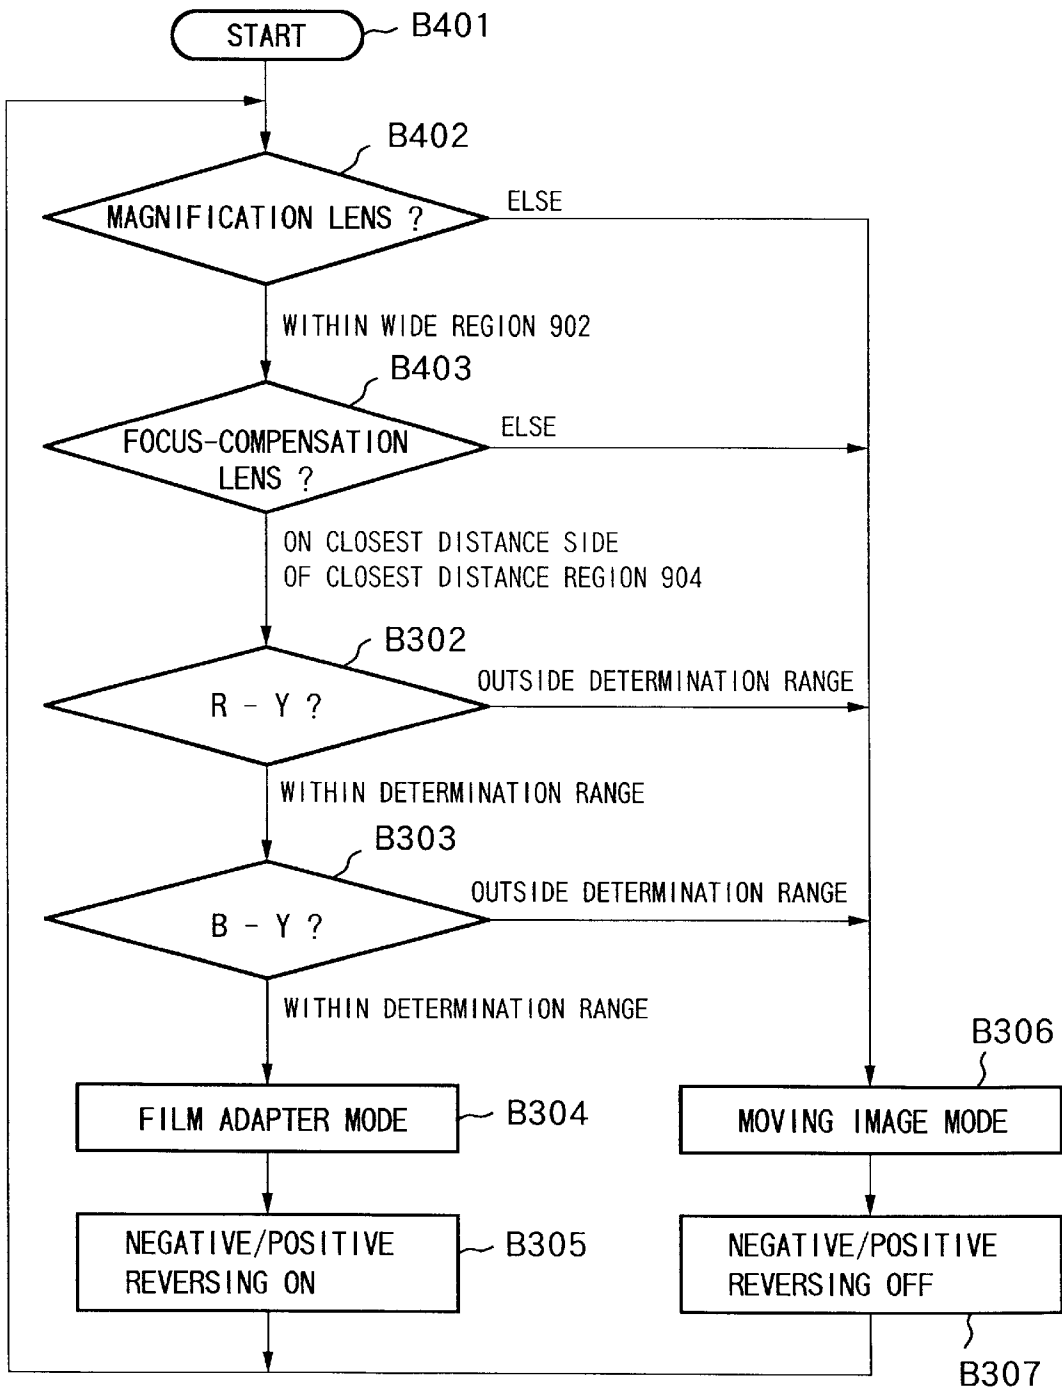 START
B401
B402
MAGNIFICATION LENS ?
ELSE
WITHIN WIDE REGION 902
B403
FOCUS-COMPENSATION
LENS ?
ELSE
ON CLOSEST DISTANCE SIDE
OF CLOSEST DISTANCE REGION 904
B302
R - Y ?
OUTSIDE DETERMINATION RANGE
WITHIN DETERMINATION RANGE
B303
B - Y ?
OUTSIDE DETERMINATION RANGE
WITHIN DETERMINATION RANGE
B306
FILM ADAPTER MODE
B304
MOVING IMAGE MODE
NEGATIVE/POSITIVE
REVERSING ON
B305
NEGATIVE/POSITIVE
REVERSING OFF
B307